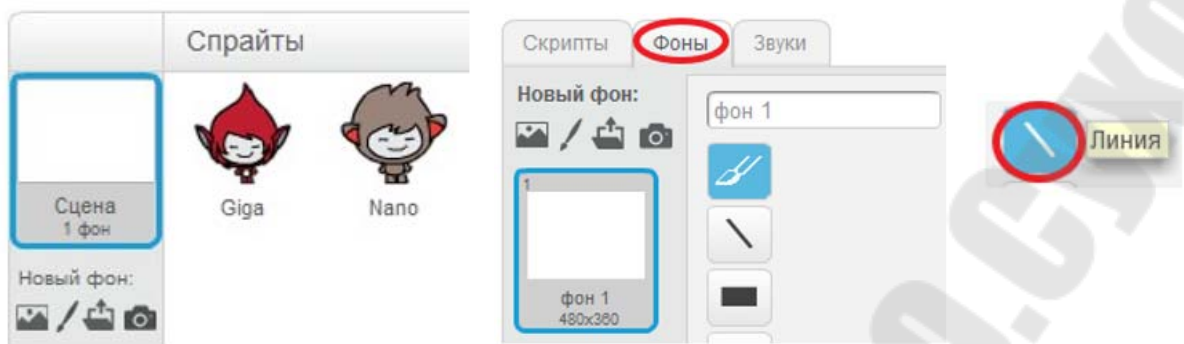 Спрайты
Сцена
1 фон
Новый фон:
Giga
Nano
Скрипты
Фоны
Звуки
Новый фон:
1
фон 1
480x360
фон 1
Линия